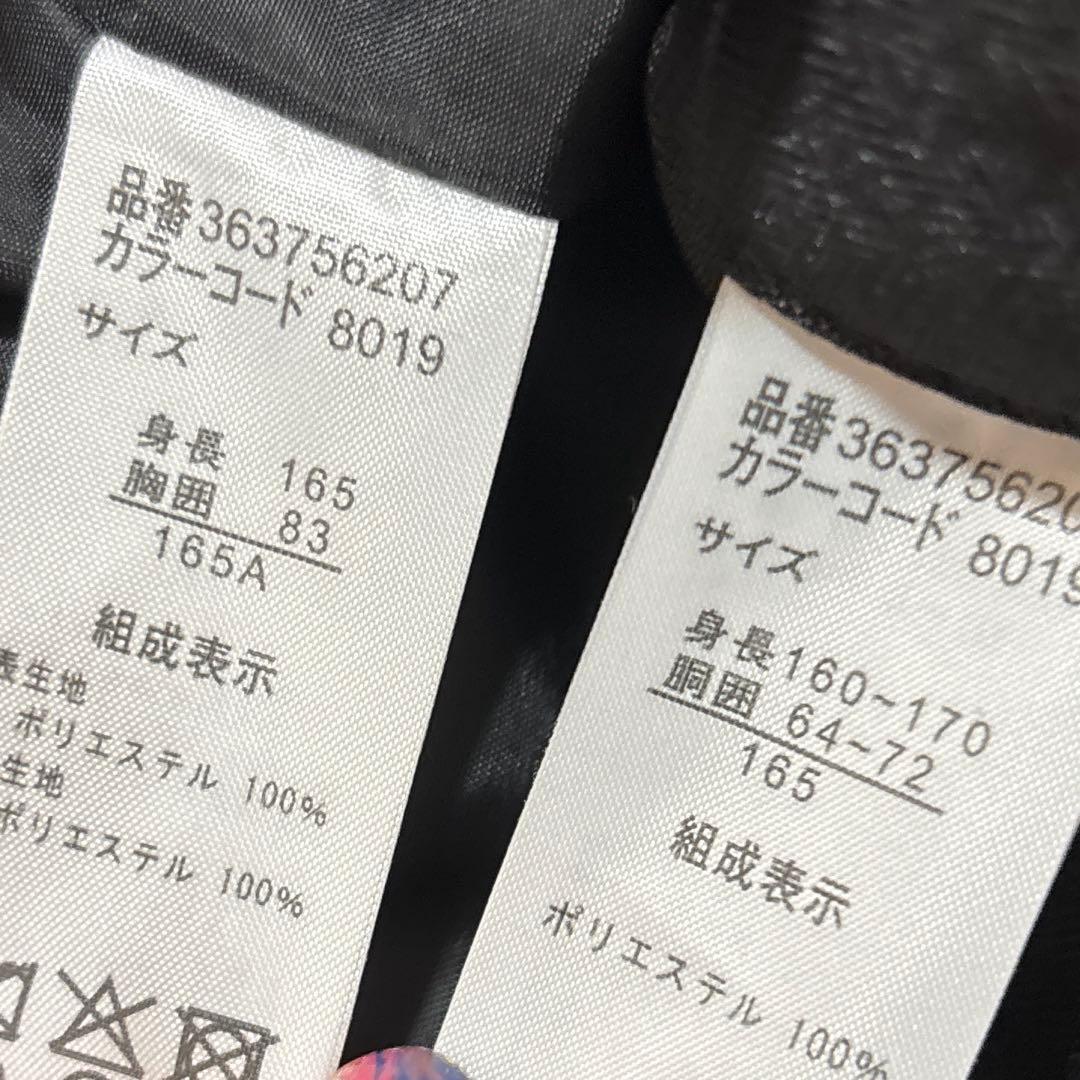 品番363756207
カラーコード 8019
サイズ
身長 165
胸囲 83
165A
組成表示
表生地
ポリエステル 100%
生地
ポリエステル 100%
品番36375620
カラーコード 8019
サイズ
身長160~170
胴囲 64~72
165
組成表示
ポリエステル 100%